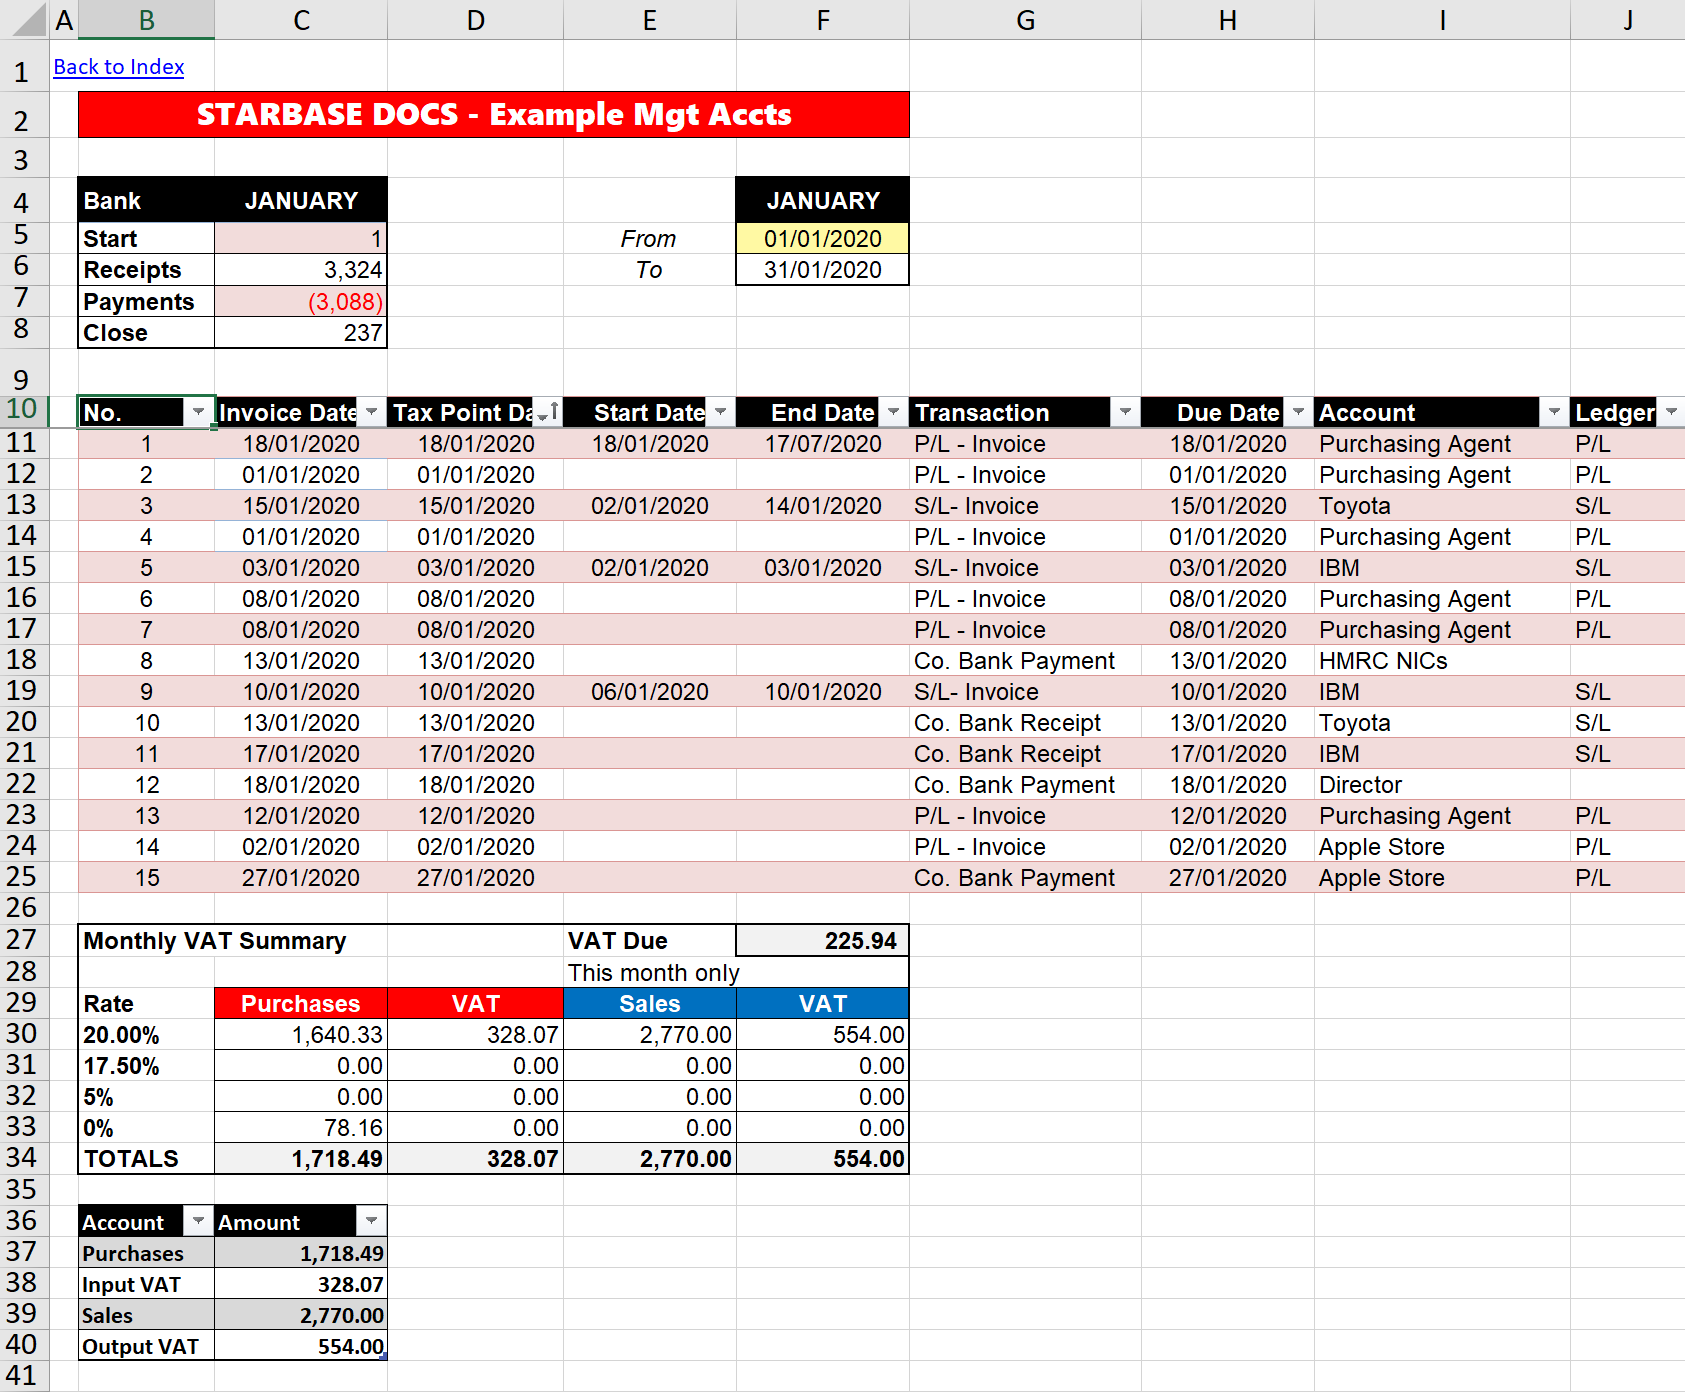 A B C D E F G H I J
1 Back to Index
2 STARBASE DOCS - Example Mgt Accts
3
4 Bank JANUARY JANUARY
5 Start 1 From 01/01/2020
6 Receipts 3,324 To 31/01/2020
7 Payments (3,088)
8 Close 237
9
10 No. Invoice Date Tax Point Da Start Date End Date Transaction Due Date Account Ledger
11 1 18/01/2020 18/01/2020 18/01/2020 17/07/2020 P/L - Invoice 18/01/2020 Purchasing Agent P/L
12 2 01/01/2020 01/01/2020 P/L - Invoice 01/01/2020 Purchasing Agent P/L
13 3 15/01/2020 15/01/2020 02/01/2020 14/01/2020 S/L- Invoice 15/01/2020 Toyota S/L
14 4 01/01/2020 01/01/2020 P/L - Invoice 01/01/2020 Purchasing Agent P/L
15 5 03/01/2020 03/01/2020 02/01/2020 03/01/2020 S/L- Invoice 03/01/2020 IBM S/L
16 6 08/01/2020 08/01/2020 P/L - Invoice 08/01/2020 Purchasing Agent P/L
17 7 08/01/2020 08/01/2020 P/L - Invoice 08/01/2020 Purchasing Agent P/L
18 8 13/01/2020 13/01/2020 Co. Bank Payment 13/01/2020 HMRC NICs
19 9 10/01/2020 10/01/2020 06/01/2020 10/01/2020 S/L- Invoice 10/01/2020 IBM S/L
20 10 13/01/2020 13/01/2020 Co. Bank Receipt 13/01/2020 Toyota S/L
21 11 17/01/2020 17/01/2020 Co. Bank Receipt 17/01/2020 IBM S/L
22 12 18/01/2020 18/01/2020 Co. Bank Payment 18/01/2020 Director
23 13 12/01/2020 12/01/2020 P/L - Invoice 12/01/2020 Purchasing Agent P/L
24 14 02/01/2020 02/01/2020 P/L - Invoice 02/01/2020 Apple Store P/L
25 15 27/01/2020 27/01/2020 Co. Bank Payment 27/01/2020 Apple Store P/L
26
27 Monthly VAT Summary VAT Due 225.94
28 This month only
29 Rate Purchases VAT Sales VAT
30 20.00% 1,640.33 328.07 2,770.00 554.00
31 17.50% 0.00 0.00 0.00 0.00
32 5% 0.00 0.00 0.00 0.00
33 0% 78.16 0.00 0.00 0.00
34 TOTALS 1,718.49 328.07 2,770.00 554.00
35
36 Account Amount
37 Purchases 1,718.49
38 Input VAT 328.07
39 Sales 2,770.00
40 Output VAT 554.00
41